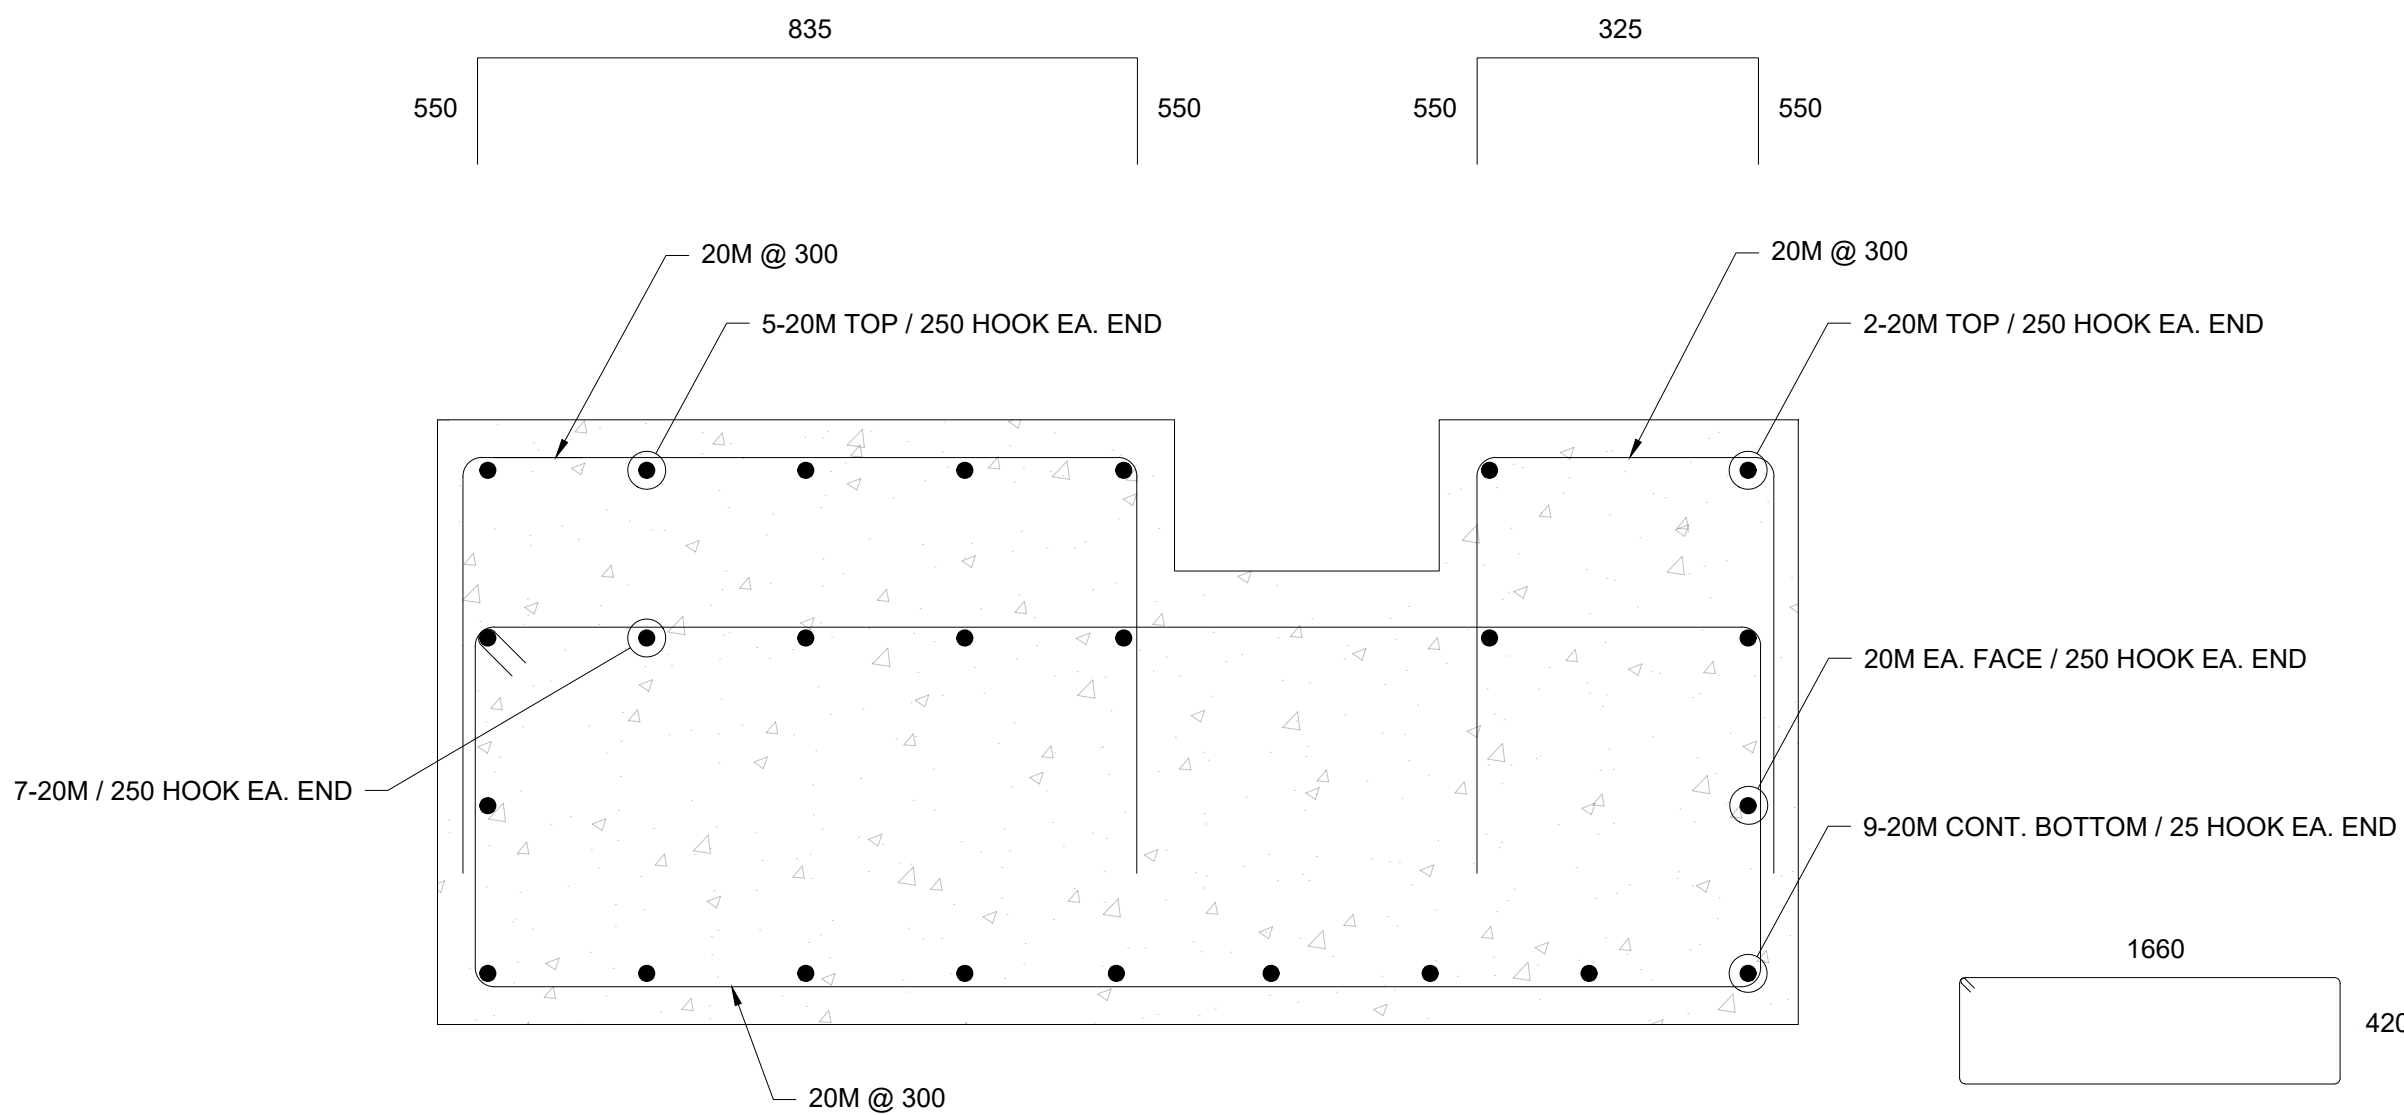 835
325
550
550
550
550
20M @ 300
20M @ 300
5-20M TOP / 250 HOOK EA. END
2-20M TOP / 250 HOOK EA. END
20M EA. FACE / 250 HOOK EA. END
7-20M / 250 HOOK EA. END
9-20M CONT. BOTTOM / 25 HOOK EA. END
1660
420
20M @ 300